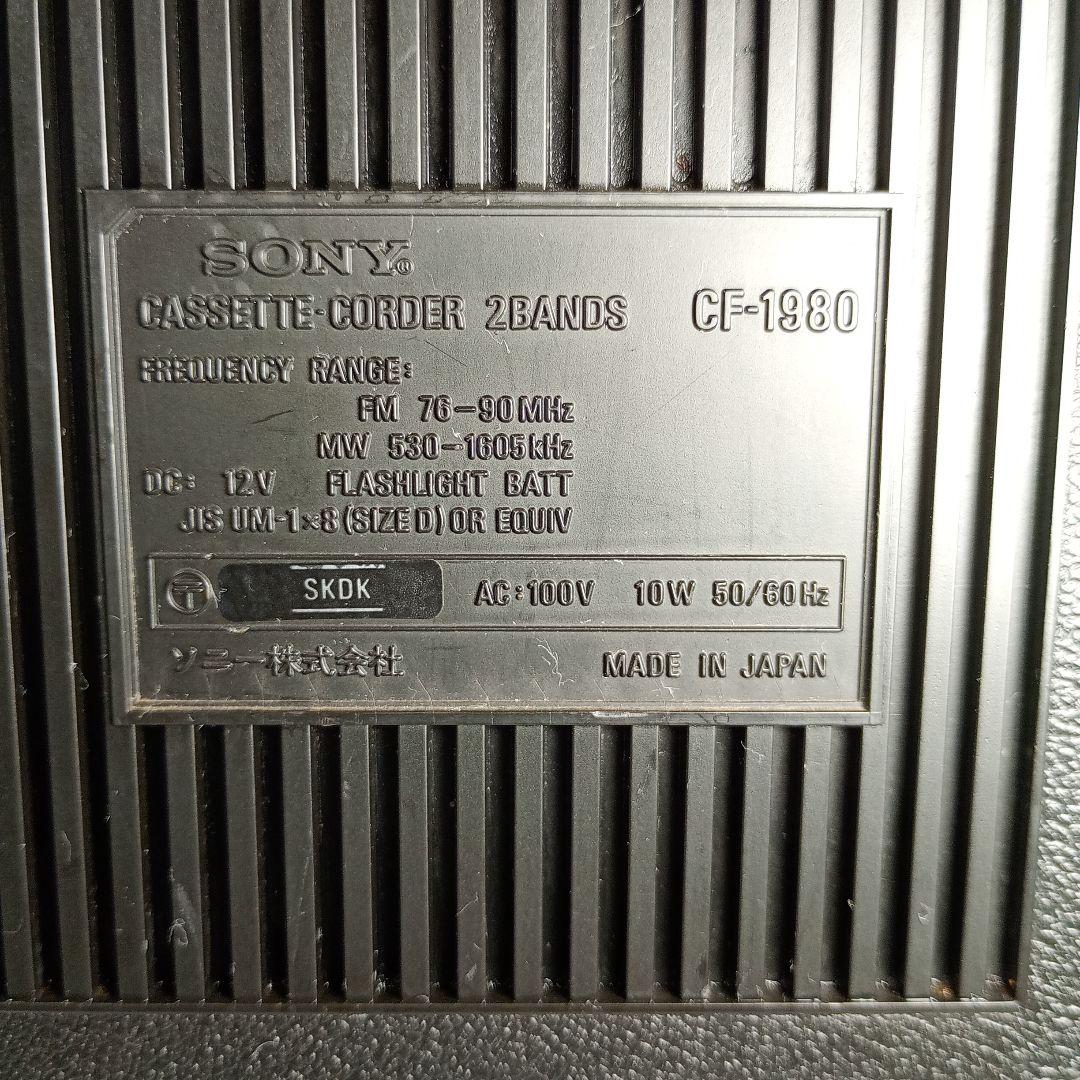 SONY®
CASSETTE-CORDER 2BANDS CF-1980
FREQUENCY RANGE:
FM 76-90MHz
MW 530-1605kHz
DC: 12V FLASHLIGHT BATT
JIS UM-1×8(SIZE D) OR EQUIV
〒 SKDK AC:100V 10W 50/60Hz
ソニー株式会社 MADE IN JAPAN